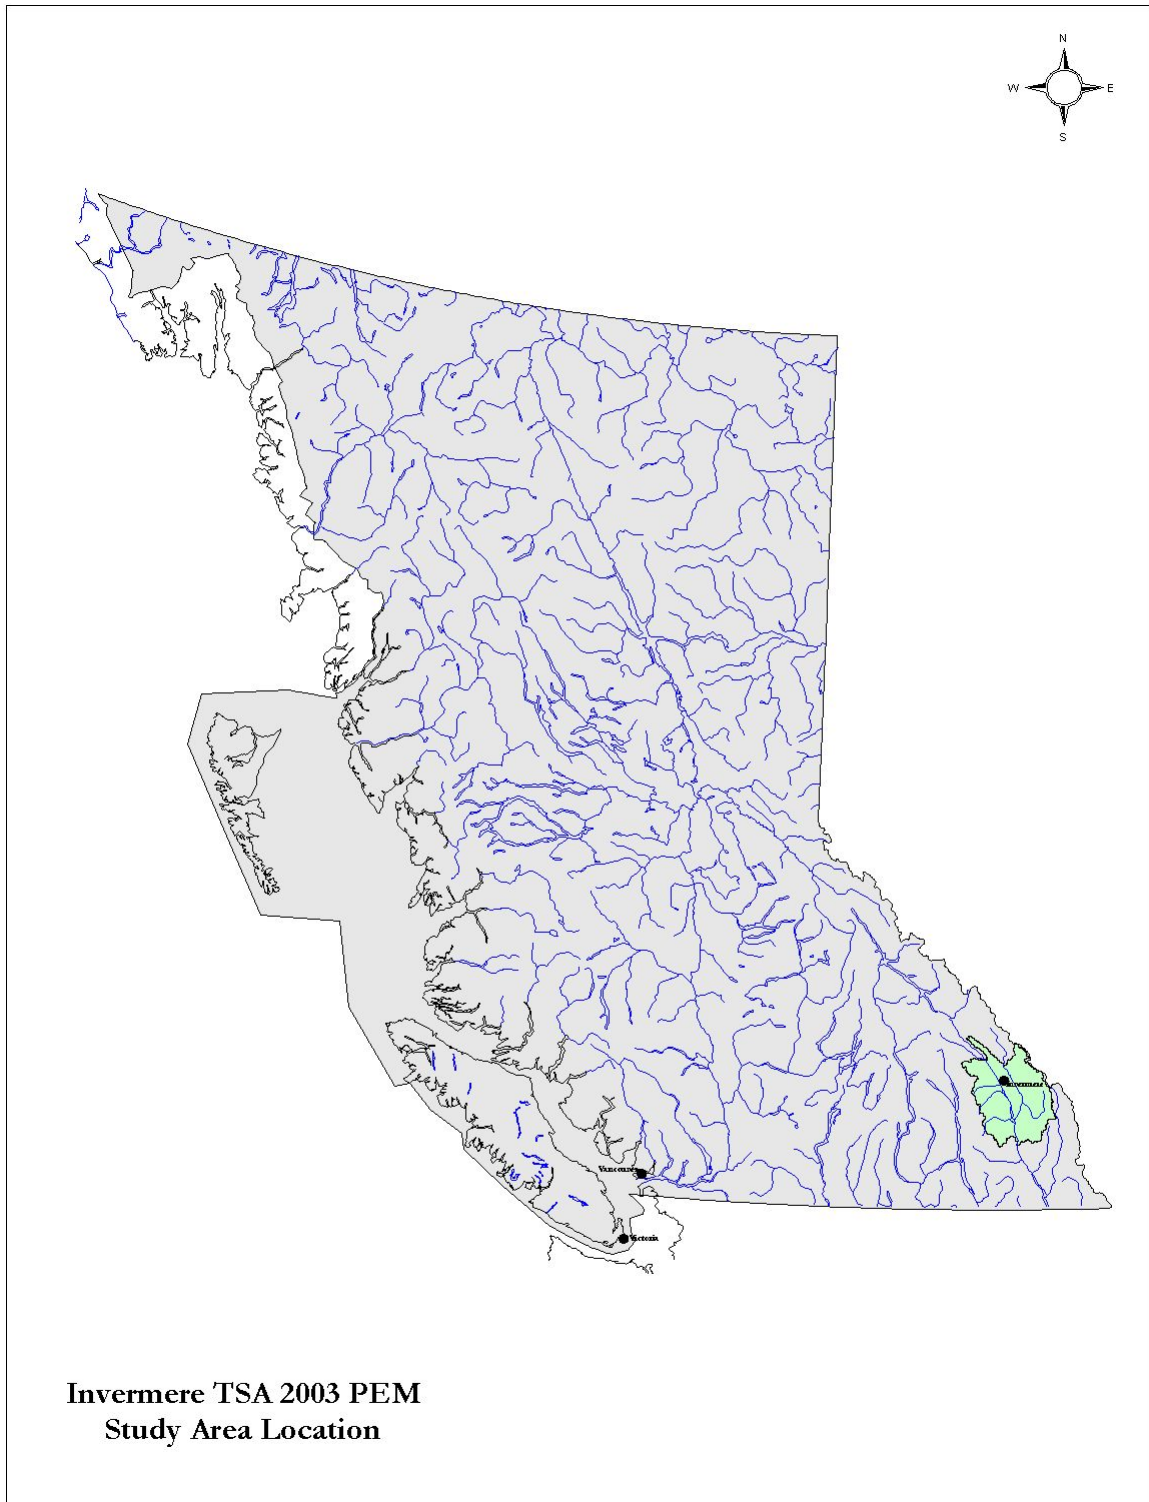 N
W E
S
Invermere
Vancouver
Victoria
Invermere TSA 2003 PEM
Study Area Location